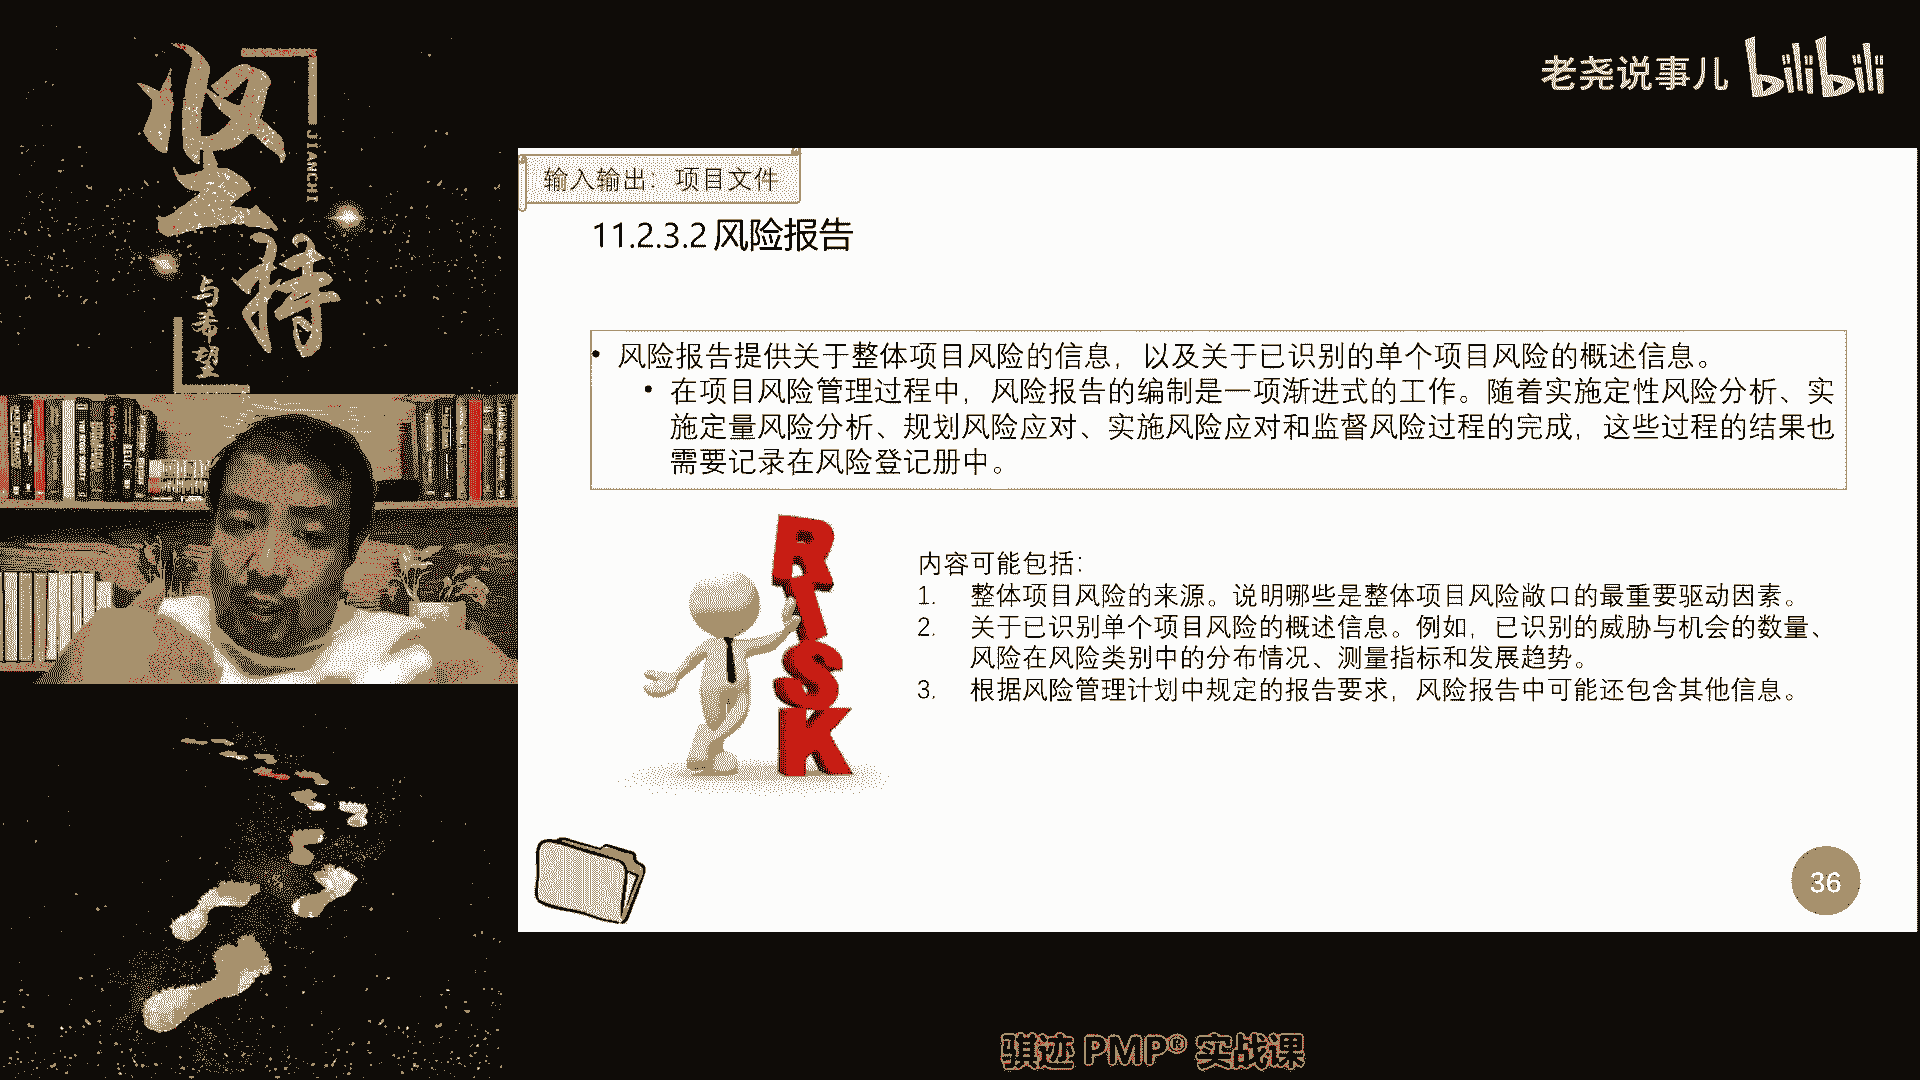 坚持
JIANCHI
与希望
老尧说事儿 bilibili
输入输出：项目文件
11.2.3.2 风险报告
• 风险报告提供关于整体项目风险的信息，以及关于已识别的单个项目风险的概述信息。
• 在项目风险管理过程中，风险报告的编制是一项渐进式的工作。随着实施定性风险分析、实
施定量风险分析、规划风险应对、实施风险应对和监督风险过程的完成，这些过程的结果也
需要记录在风险登记册中。
RISK
内容可能包括：
1. 整体项目风险的来源。说明哪些是整体项目风险敞口的最重要驱动因素。
2. 关于已识别单个项目风险的概述信息。例如，已识别的威胁与机会的数量、
风险在风险类别中的分布情况、测量指标和发展趋势。
3. 根据风险管理计划中规定的报告要求，风险报告中可能还包含其他信息。
36
骐迹 PMP® 实战课